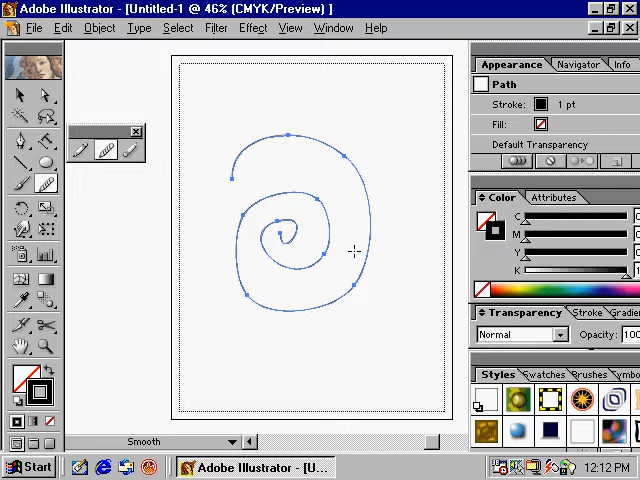 Adobe Illustrator - [Untitled-1 @ 46% (CMYK/Preview) ]
File Edit Object Type Select Filter Effect View Window Help
Appearance Navigator Info
Path
Stroke: 1 pt
Fill:
Default Transparency
Color Attributes
C
M
Y
K
Transparency Stroke
Normal Opacity: 100
Styles Swatches Brushes
Smooth
Start Adobe Illustrator - [U... 12:12 PM